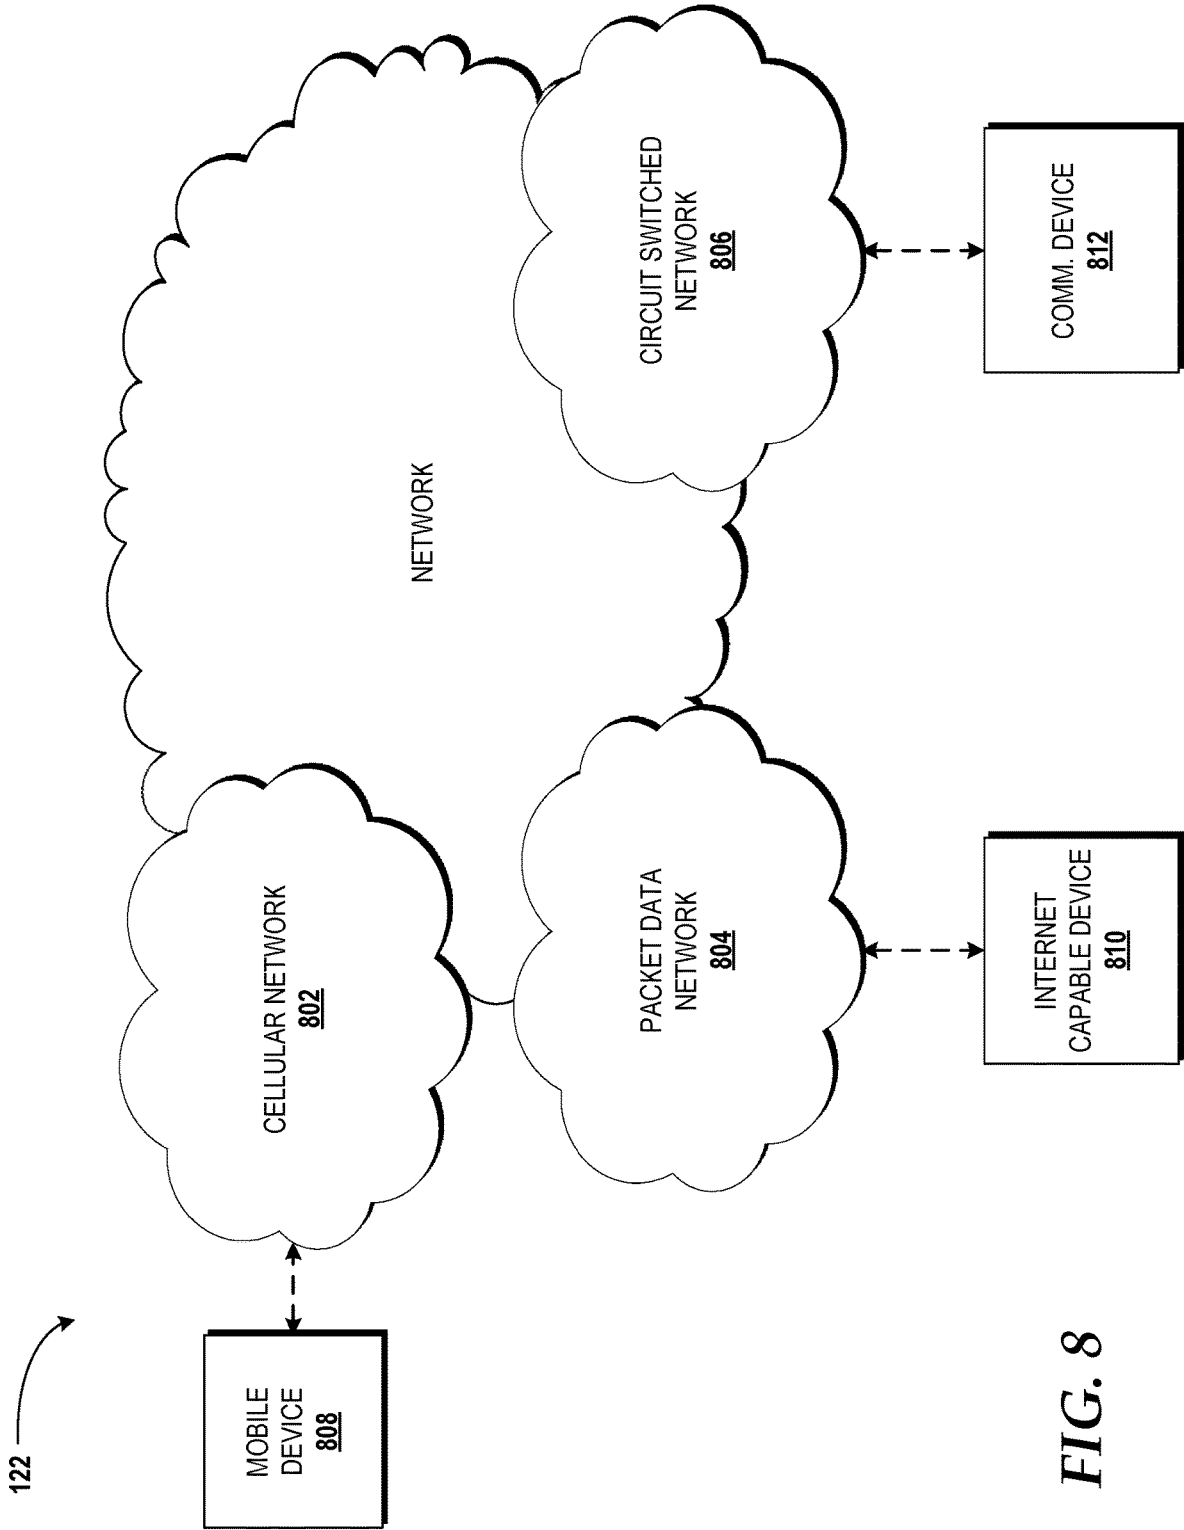 122
MOBILE
DEVICE
808
CELLULAR NETWORK
802
NETWORK
PACKET DATA
NETWORK
804
CIRCUIT SWITCHED
NETWORK
806
INTERNET
CAPABLE DEVICE
810
COMM. DEVICE
812
FIG. 8